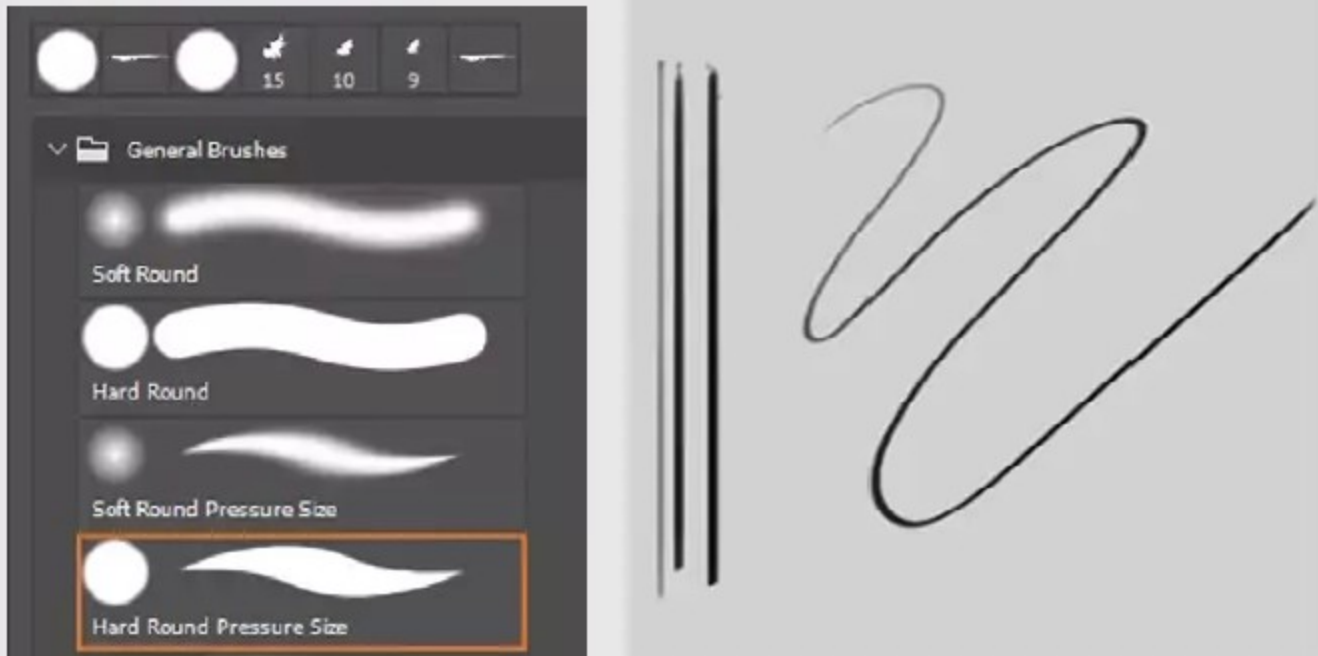 15 10 9
General Brushes
Soft Round
Hard Round
Soft Round Pressure Size
Hard Round Pressure Size